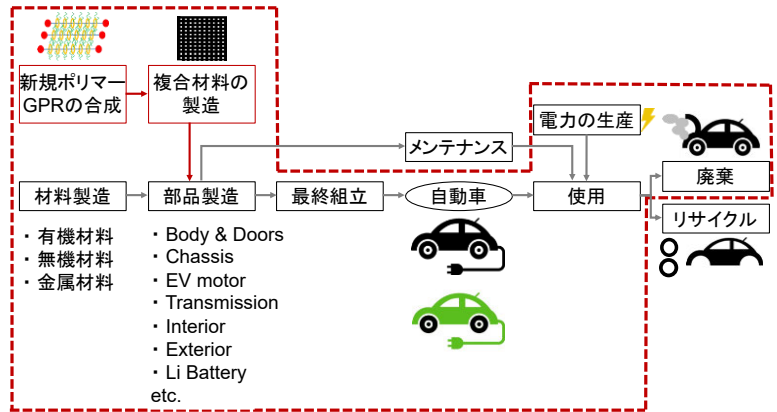 新規ポリマー
GPRの合成
複合材料の
製造
電力の生産
メンテナンス
廃棄
材料製造
部品製造
最終組立
自動車
使用
リサイクル
・有機材料
・無機材料
・金属材料
・Body & Doors
・Chassis
・EV motor
・Transmission
・Interior
・Exterior
・Li Battery
etc.